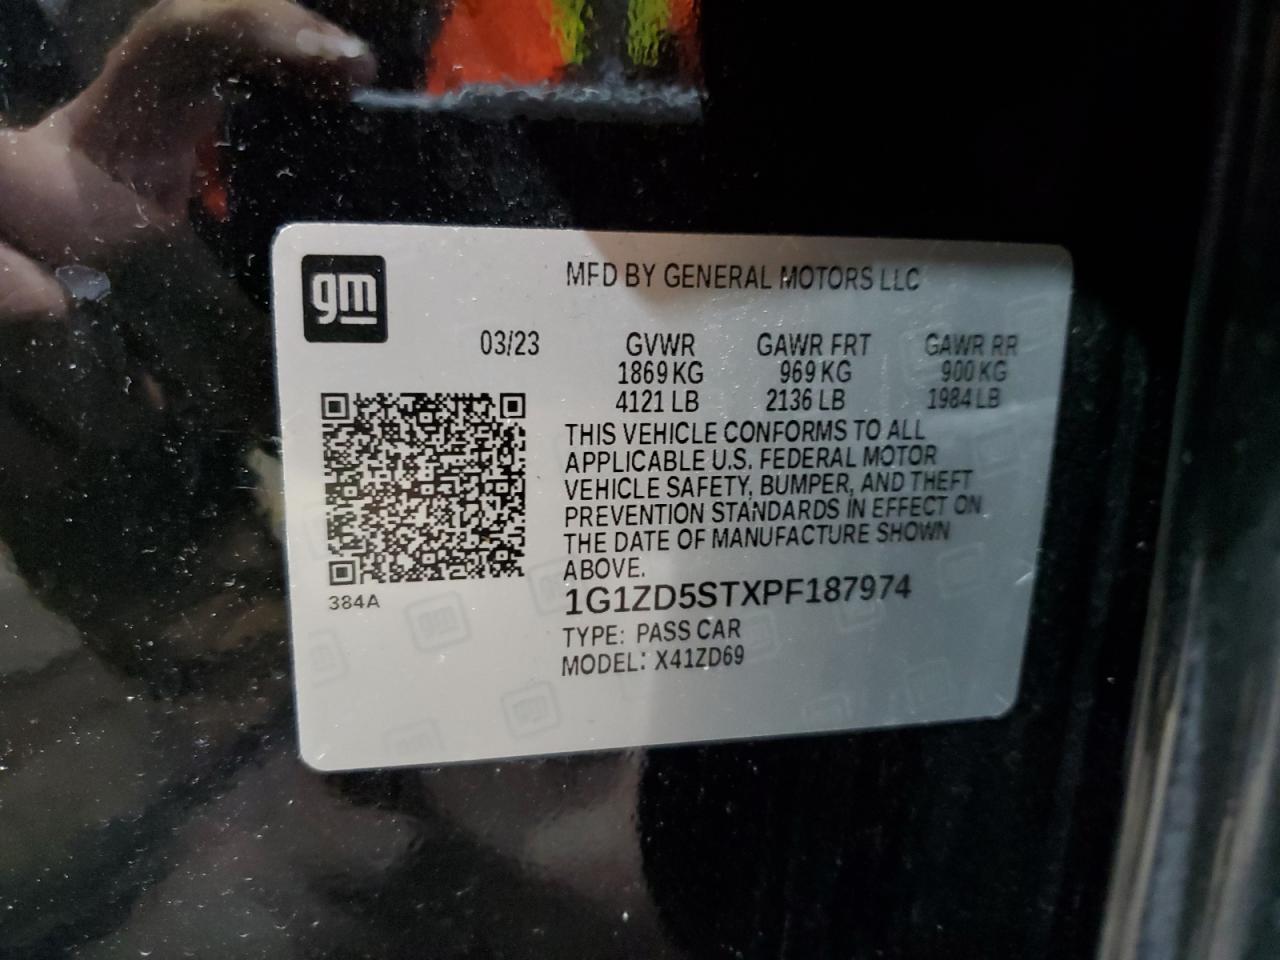 gm
MFD BY GENERAL MOTORS LLC
03/23 GVWR GAWR FRT GAWR RR
1869 KG 969 KG 900 KG
4121 LB 2136 LB 1984 LB
THIS VEHICLE CONFORMS TO ALL
APPLICABLE U.S. FEDERAL MOTOR
VEHICLE SAFETY, BUMPER, AND THEFT
PREVENTION STANDARDS IN EFFECT ON
THE DATE OF MANUFACTURE SHOWN
ABOVE.
384A
1G1ZD5STXPF187974
TYPE: PASS CAR
MODEL: X41ZD69